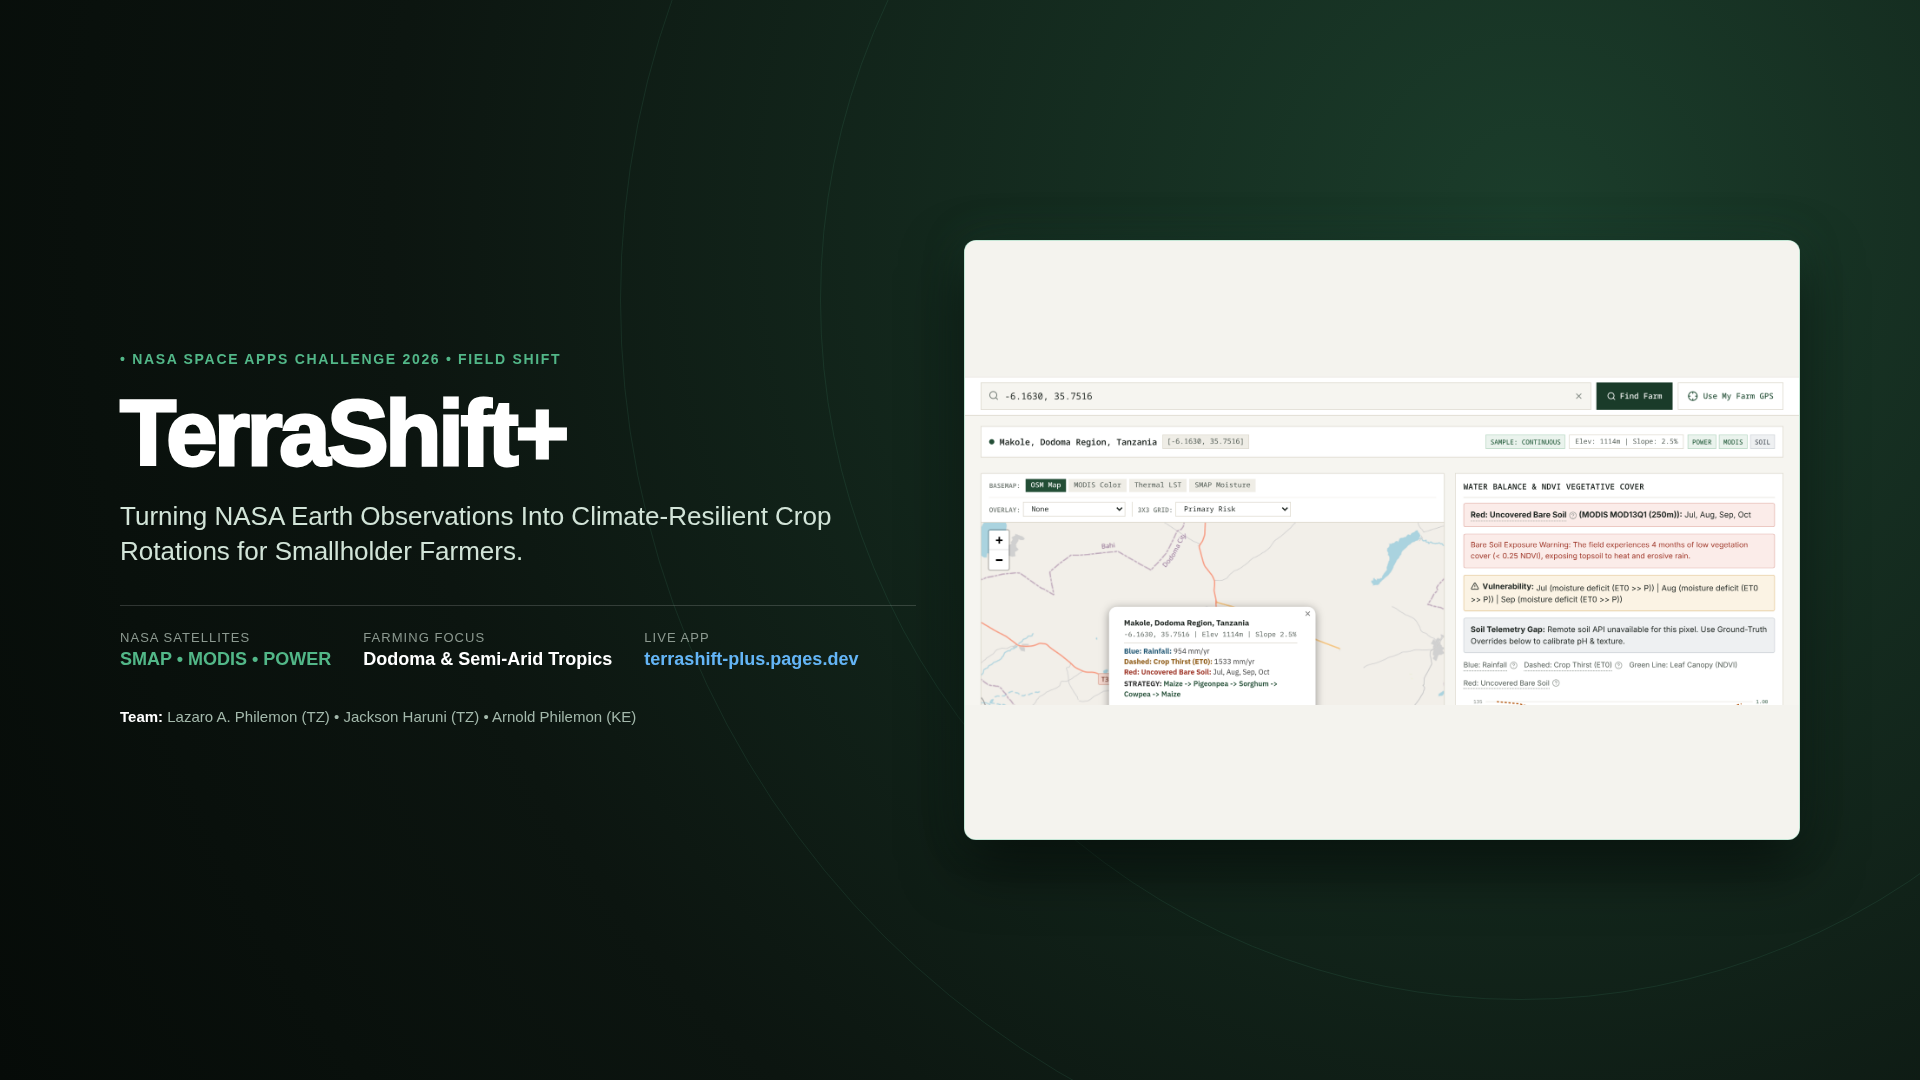 • NASA SPACE APPS CHALLENGE 2026 • FIELD SHIFT
TerraShift+
Turning NASA Earth Observations Into Climate-Resilient Crop
Rotations for Smallholder Farmers.
NASA SATELLITES
SMAP • MODIS • POWER
FARMING FOCUS
Dodoma & Semi-Arid Tropics
LIVE APP
terrashift-plus.pages.dev
Team: Lazaro A. Philemon (TZ) • Jackson Haruni (TZ) • Arnold Philemon (KE)
-6.1630, 35.7516 × Find Farm Use My Farm GPS
Makole, Dodoma Region, Tanzania [-6.1630, 35.7516] SAMPLE: CONTINUOUS Elev: 1114m | Slope: 2.5% POWER MODIS SOIL
BASEMAP: OSM Map MODIS Color Thermal LST SMAP Moisture
OVERLAY: None 3X3 GRID: Primary Risk
+
−
Bahi
Dodoma City
T3
×
Makole, Dodoma Region, Tanzania
-6.1630, 35.7516 | Elev 1114m | Slope 2.5%
Blue: Rainfall: 954 mm/yr
Dashed: Crop Thirst (ET0): 1533 mm/yr
Red: Uncovered Bare Soil: Jul, Aug, Sep, Oct
STRATEGY: Maize -> Pigeonpea -> Sorghum ->
Cowpea -> Maize
WATER BALANCE & NDVI VEGETATIVE COVER
Red: Uncovered Bare Soil (MODIS MOD13Q1 (250m)): Jul, Aug, Sep, Oct
Bare Soil Exposure Warning: The field experiences 4 months of low vegetation
cover (< 0.25 NDVI), exposing topsoil to heat and erosive rain.
Vulnerability: Jul (moisture deficit (ET0 >> P)) | Aug (moisture deficit (ET0
>> P)) | Sep (moisture deficit (ET0 >> P))
Soil Telemetry Gap: Remote soil API unavailable for this pixel. Use Ground-Truth
Overrides below to calibrate pH & texture.
Blue: Rainfall Dashed: Crop Thirst (ET0) Green Line: Leaf Canopy (NDVI)
Red: Uncovered Bare Soil
1.00